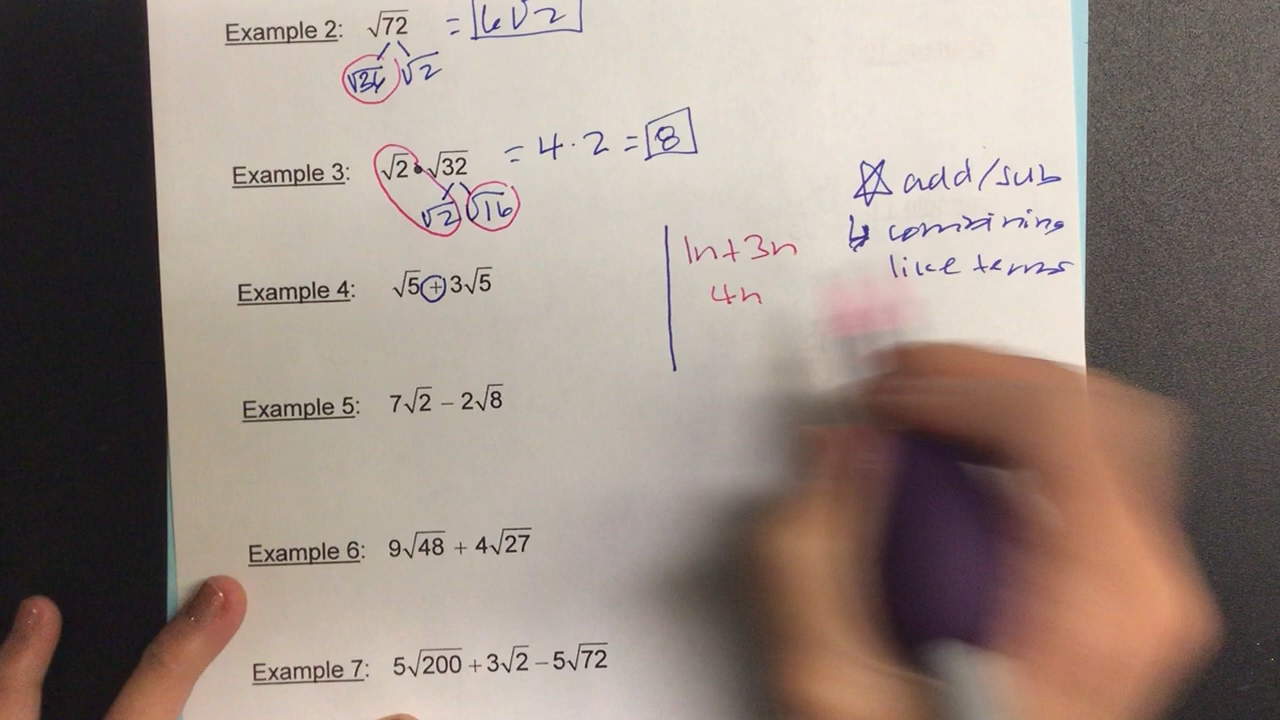 Example 2: √72 = 6√2
√36 √2
Example 3: √2 • √32 = 4 · 2 = 8
√2 √16
☆ add/sub
↳ combining
like terms
1n+3n
4n
Example 4: √5 + 3√5
Example 5: 7√2 − 2√8
Example 6: 9√48 + 4√27
Example 7: 5√200 + 3√2 − 5√72